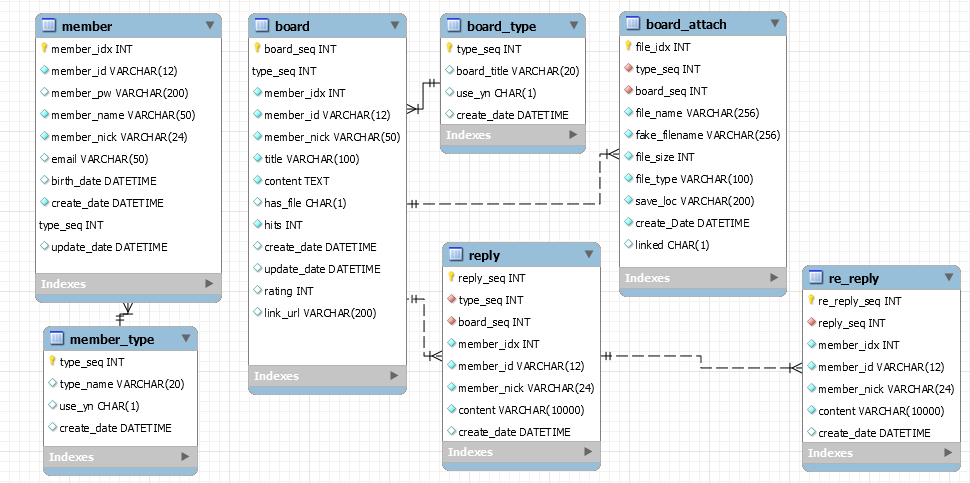 member
member_idx INT
member_id VARCHAR(12)
member_pw VARCHAR(200)
member_name VARCHAR(50)
member_nick VARCHAR(24)
email VARCHAR(50)
birth_date DATETIME
create_date DATETIME
type_seq INT
update_date DATETIME
Indexes
member_type
type_seq INT
type_name VARCHAR(20)
use_yn CHAR(1)
create_date DATETIME
Indexes
board
board_seq INT
type_seq INT
member_idx INT
member_id VARCHAR(12)
member_nick VARCHAR(50)
title VARCHAR(100)
content TEXT
has_file CHAR(1)
hits INT
create_date DATETIME
update_date DATETIME
rating INT
link_url VARCHAR(200)
Indexes
board_type
type_seq INT
board_title VARCHAR(20)
use_yn CHAR(1)
create_date DATETIME
Indexes
board_attach
file_idx INT
type_seq INT
board_seq INT
file_name VARCHAR(256)
fake_filename VARCHAR(256)
file_size INT
file_type VARCHAR(100)
save_loc VARCHAR(200)
create_Date DATETIME
linked CHAR(1)
Indexes
reply
reply_seq INT
type_seq INT
board_seq INT
member_idx INT
member_id VARCHAR(12)
member_nick VARCHAR(24)
content VARCHAR(10000)
create_date DATETIME
Indexes
re_reply
re_reply_seq INT
reply_seq INT
member_idx INT
member_id VARCHAR(12)
member_nick VARCHAR(24)
content VARCHAR(10000)
create_date DATETIME
Indexes